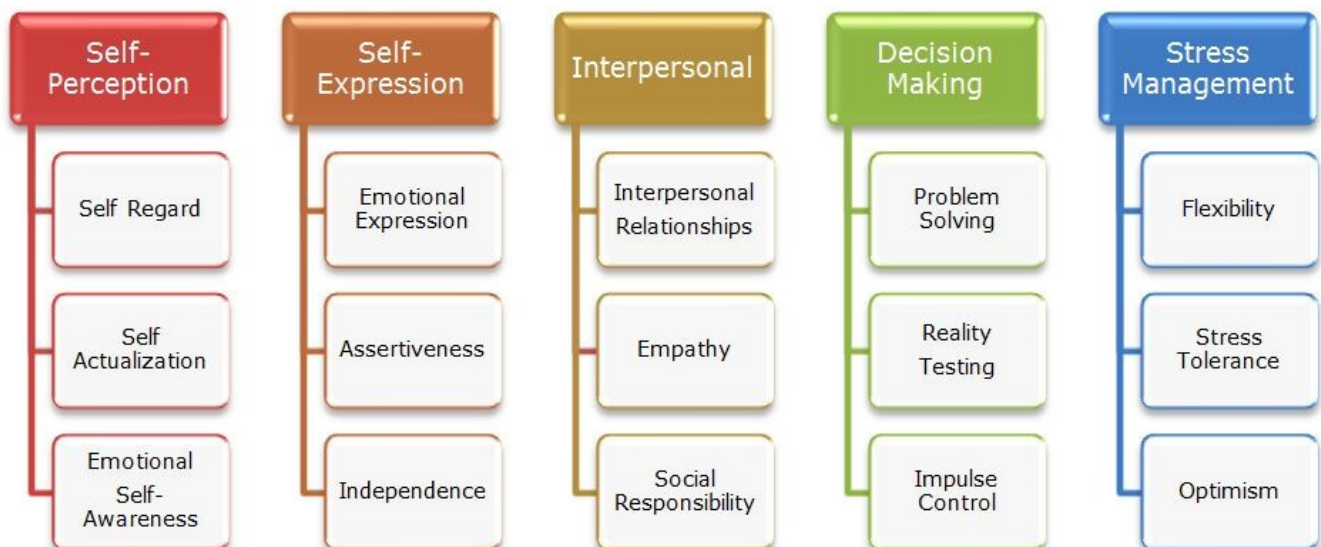 Self-
Perception
Self Regard
Self
Actualization
Emotional
Self-
Awareness
Self-
Expression
Emotional
Expression
Assertiveness
Independence
Interpersonal
Interpersonal
Relationships
Empathy
Social
Responsibility
Decision
Making
Problem
Solving
Reality
Testing
Impulse
Control
Stress
Management
Flexibility
Stress
Tolerance
Optimism